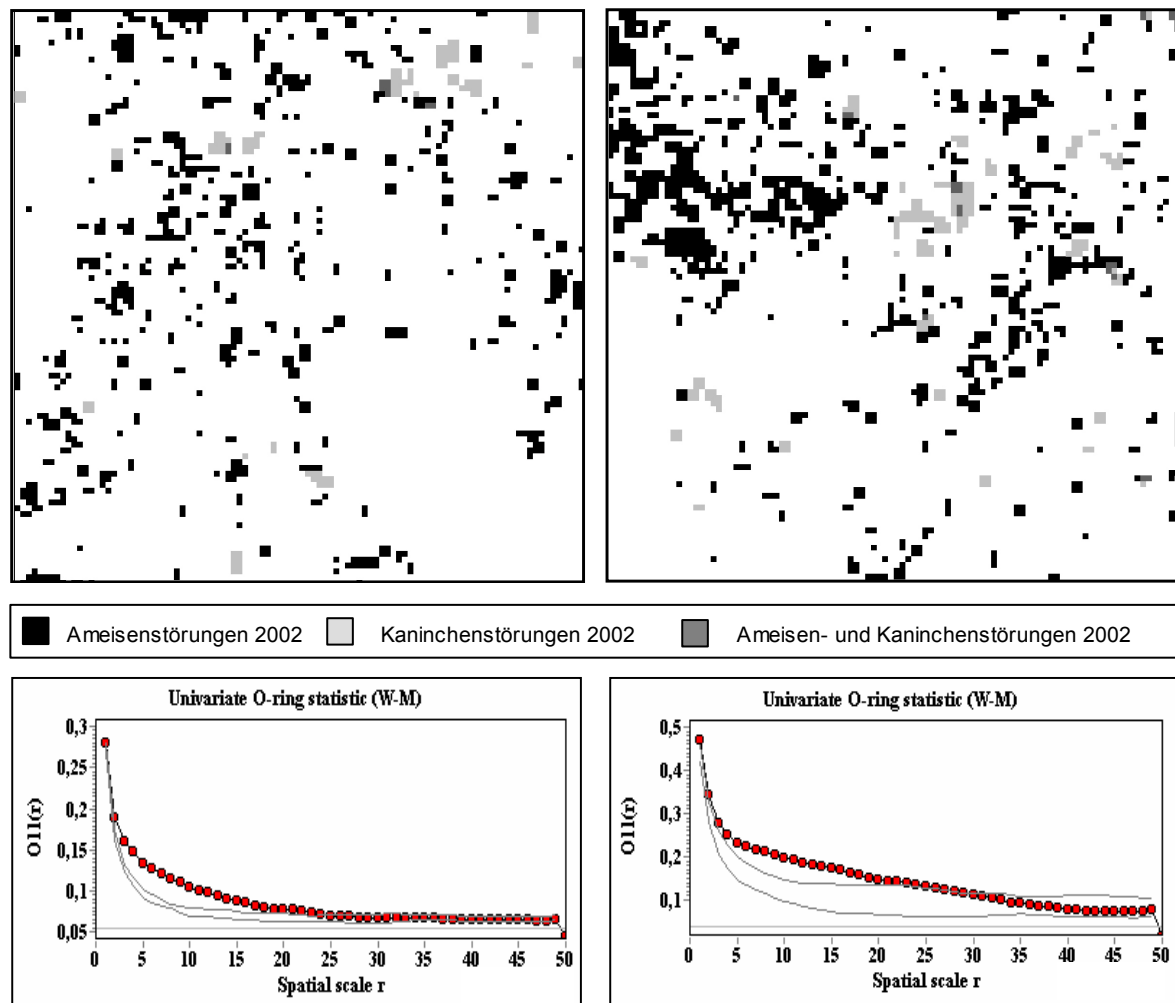 Ameisenstörungen 2002 Kaninchenstörungen 2002 Ameisen- und Kaninchenstörungen 2002
Univariate O-ring statistic (W-M)
0,3
0,25
0,2
0,15
0,1
0,05
O11(r)
0 5 10 15 20 25 30 35 40 45 50
Spatial scale r
Univariate O-ring statistic (W-M)
0,5
0,4
0,3
0,2
0,1
O11(r)
0 5 10 15 20 25 30 35 40 45 50
Spatial scale r